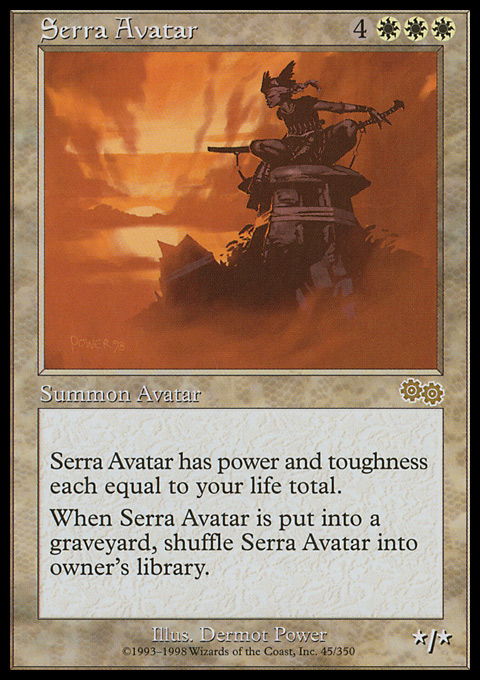 Serra Avatar 4
POWER 98
Summon Avatar
Serra Avatar has power and toughness
each equal to your life total.
When Serra Avatar is put into a
graveyard, shuffle Serra Avatar into
owner's library.
Illus. Dermot Power
*/*
©1993-1998 Wizards of the Coast, Inc. 45/350